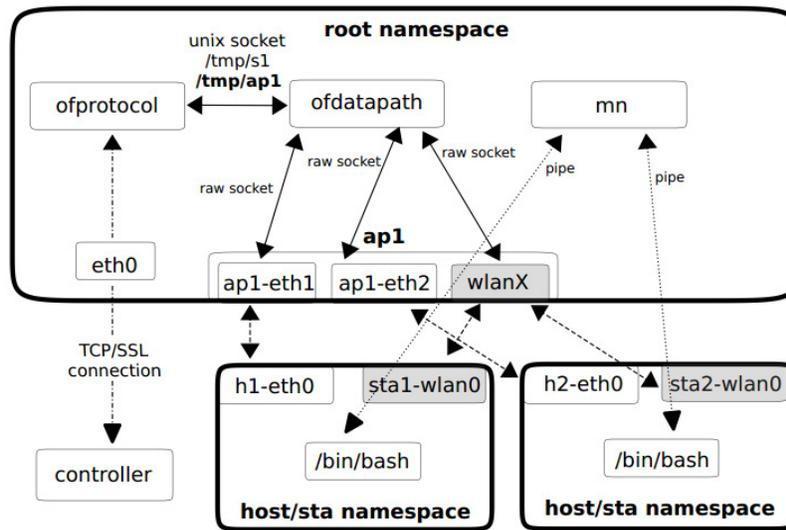 root namespace
unix socket
/tmp/s1
/tmp/ap1
ofprotocol
ofdatapath
mn
raw socket
raw socket
raw socket
pipe
pipe
ap1
eth0
ap1-eth1
ap1-eth2
wlanX
TCP/SSL
connection
h1-eth0
sta1-wlan0
h2-eth0
sta2-wlan0
controller
/bin/bash
/bin/bash
host/sta namespace
host/sta namespace